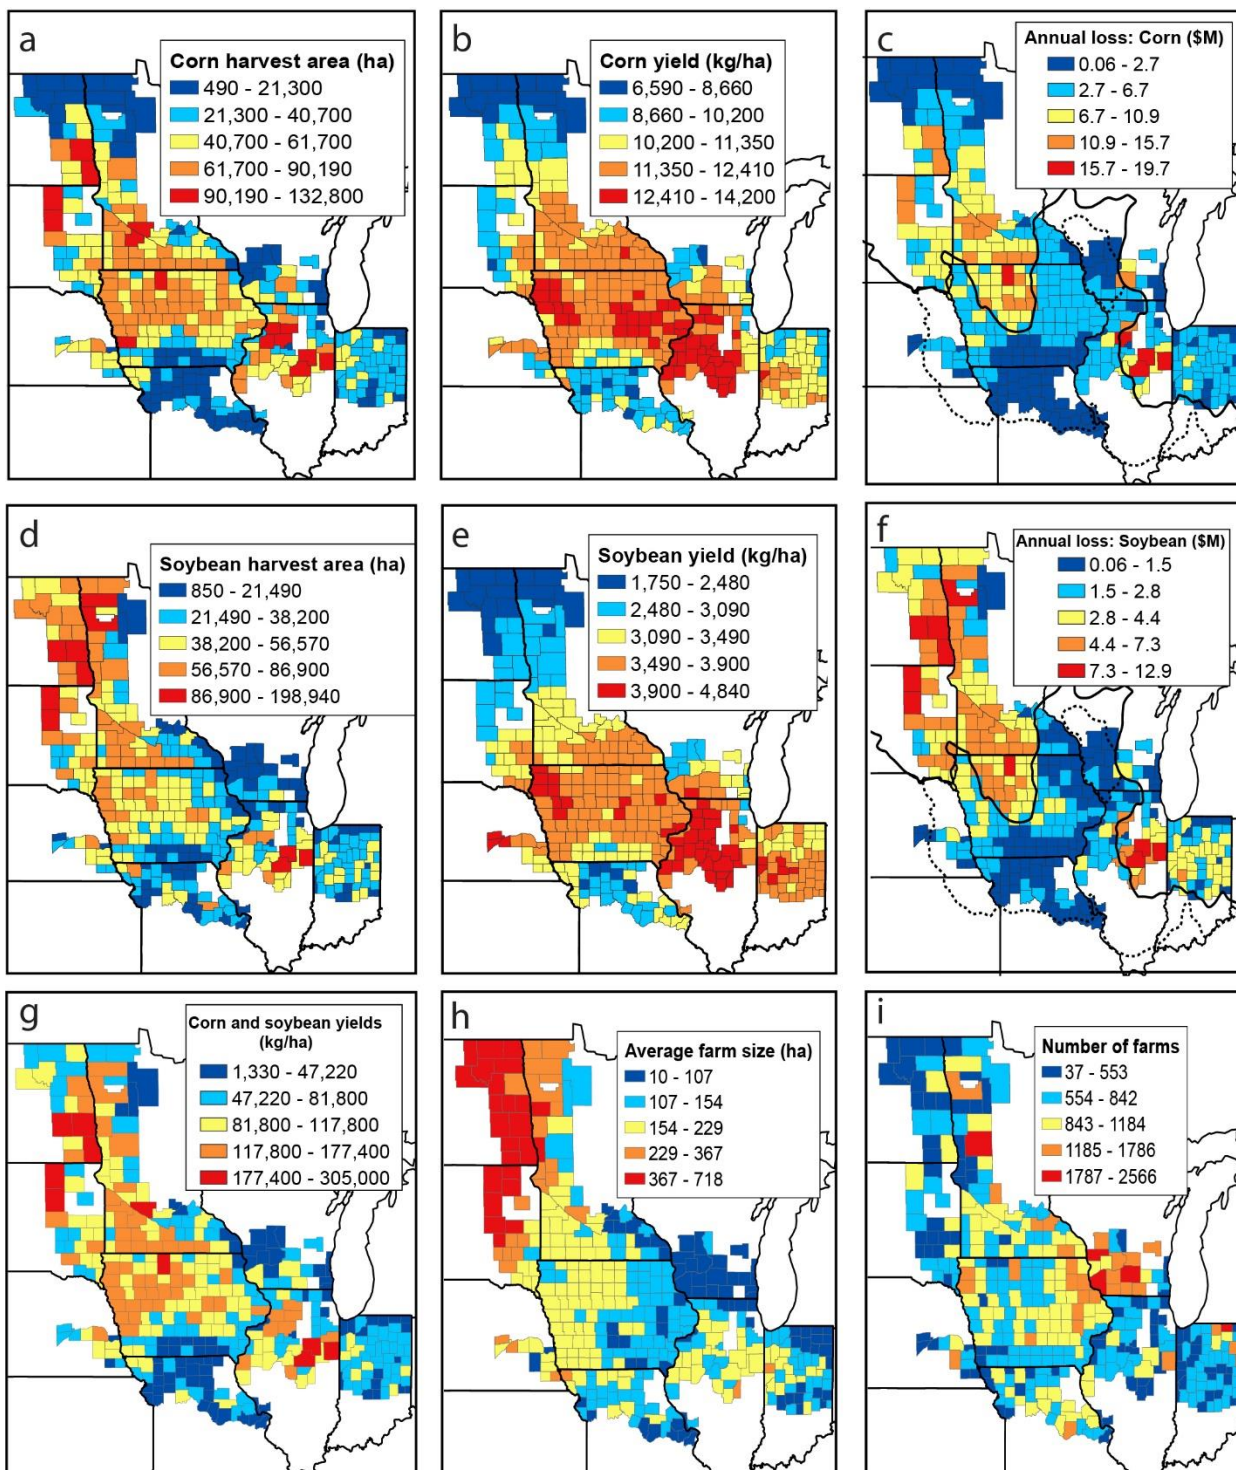 a
Corn harvest area (ha)
490 - 21,300
21,300 - 40,700
40,700 - 61,700
61,700 - 90,190
90,190 - 132,800
b
Corn yield (kg/ha)
6,590 - 8,660
8,660 - 10,200
10,200 - 11,350
11,350 - 12,410
12,410 - 14,200
c
Annual loss: Corn ($M)
0.06 - 2.7
2.7 - 6.7
6.7 - 10.9
10.9 - 15.7
15.7 - 19.7
d
Soybean harvest area (ha)
850 - 21,490
21,490 - 38,200
38,200 - 56,570
56,570 - 86,900
86,900 - 198,940
e
Soybean yield (kg/ha)
1,750 - 2,480
2,480 - 3,090
3,090 - 3,490
3,490 - 3,900
3,900 - 4,840
f
Annual loss: Soybean ($M)
0.06 - 1.5
1.5 - 2.8
2.8 - 4.4
4.4 - 7.3
7.3 - 12.9
g
Corn and soybean yields
(kg/ha)
1,330 - 47,220
47,220 - 81,800
81,800 - 117,800
117,800 - 177,400
177,400 - 305,000
h
Average farm size (ha)
10 - 107
107 - 154
154 - 229
229 - 367
367 - 718
i
Number of farms
37 - 553
554 - 842
843 - 1184
1185 - 1786
1787 - 2566